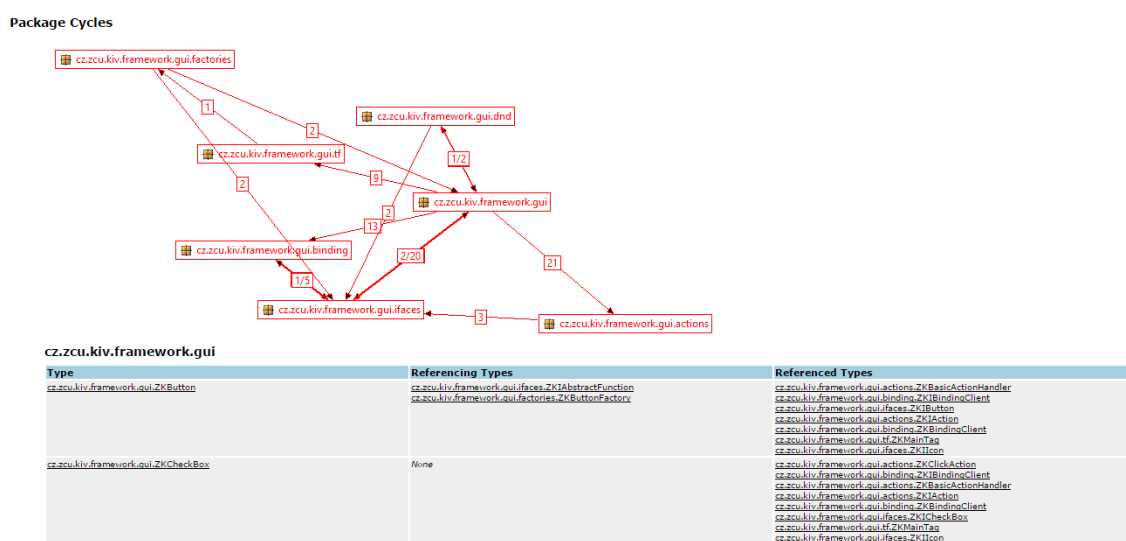 Package Cycles
cz.zcu.kiv.framework.gui.factories
1
cz.zcu.kiv.framework.gui.dnd
2
cz.zcu.kiv.framework.gui.tf
1/2
9
2
cz.zcu.kiv.framework.gui
2
13
cz.zcu.kiv.framework.gui.binding
2/20
21
1/5
cz.zcu.kiv.framework.gui.ifaces
3
cz.zcu.kiv.framework.gui.actions
cz.zcu.kiv.framework.gui
Type Referencing Types Referenced Types
cz.zcu.kiv.framework.gui.ZKButton cz.zcu.kiv.framework.gui.ifaces.ZKIAbstractFunction cz.zcu.kiv.framework.gui.actions.ZKBasicActionHandler
cz.zcu.kiv.framework.gui.factories.ZKButtonFactory cz.zcu.kiv.framework.gui.binding.ZKIBindingClient
cz.zcu.kiv.framework.gui.ifaces.ZKIButton
cz.zcu.kiv.framework.gui.actions.ZKIAction
cz.zcu.kiv.framework.gui.binding.ZKBindingClient
cz.zcu.kiv.framework.gui.tf.ZKMainTag
cz.zcu.kiv.framework.gui.ifaces.ZKIIcon
cz.zcu.kiv.framework.gui.ZKCheckBox None cz.zcu.kiv.framework.gui.actions.ZKClickAction
cz.zcu.kiv.framework.gui.binding.ZKIBindingClient
cz.zcu.kiv.framework.gui.actions.ZKBasicActionHandler
cz.zcu.kiv.framework.gui.actions.ZKIAction
cz.zcu.kiv.framework.gui.binding.ZKBindingClient
cz.zcu.kiv.framework.gui.ifaces.ZKICheckBox
cz.zcu.kiv.framework.gui.tf.ZKMainTag
cz.zcu.kiv.framework.gui.ifaces.ZKIIcon